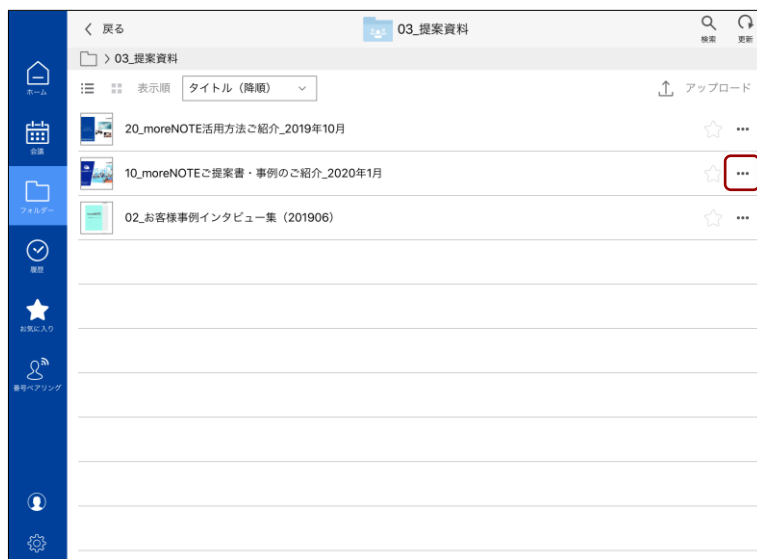 戻る
03_提案資料
検索
更新
03_提案資料
表示順
タイトル（降順）
アップロード
20_moreNOTE活用方法ご紹介_2019年10月
10_moreNOTEご提案書・事例のご紹介_2020年1月
02_お客様事例インタビュー集（201906）
ホーム
会議
フォルダー
履歴
お気に入り
番号ペアリング